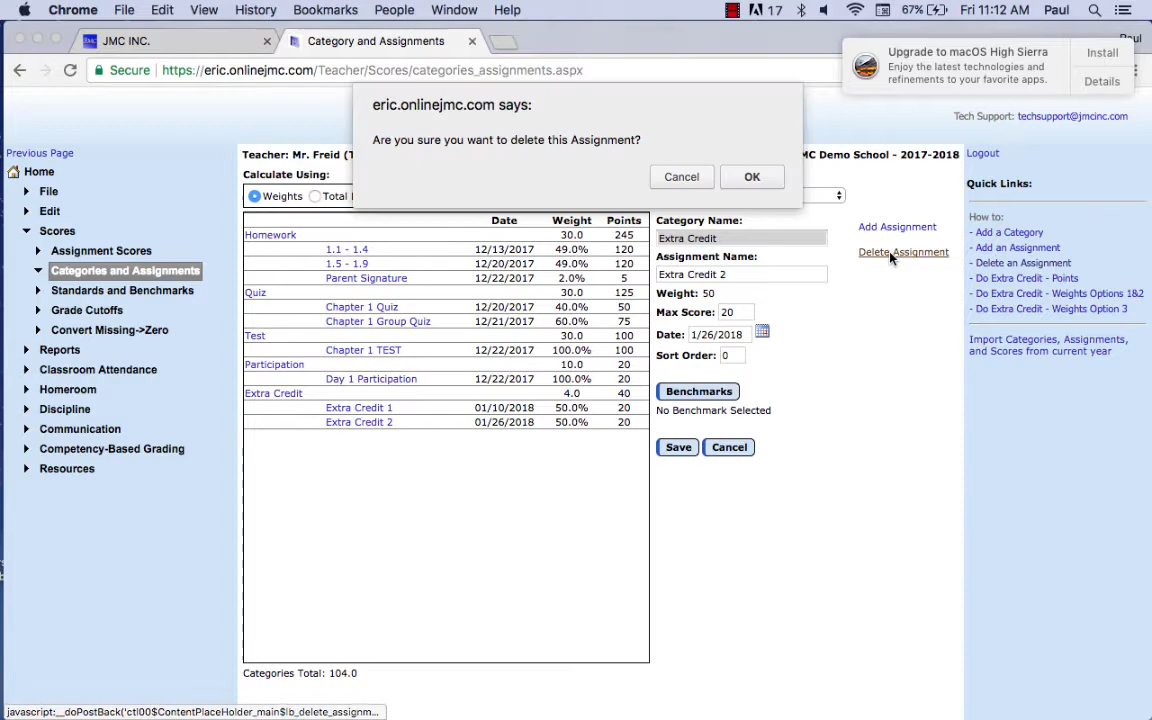 Chrome File Edit View History Bookmarks People Window Help 17 67% Fri 11:12 AM Paul
JMC INC. × Category and Assignments ×
Secure https://eric.onlinejmc.com/Teacher/Scores/categories_assignments.aspx
Upgrade to macOS High Sierra
Enjoy the latest technologies and
refinements to your favorite apps.
Install
Details
eric.onlinejmc.com says:
Are you sure you want to delete this Assignment?
Cancel OK
Tech Support: techsupport@jmcinc.com
Previous Page
Home
File
Edit
Scores
Assignment Scores
Categories and Assignments
Standards and Benchmarks
Grade Cutoffs
Convert Missing->Zero
Reports
Classroom Attendance
Homeroom
Discipline
Communication
Competency-Based Grading
Resources
Teacher: Mr. Freid (T
MC Demo School - 2017-2018
Calculate Using:
Weights Total
Date Weight Points
Homework 30.0 245
1.1 - 1.4 12/13/2017 49.0% 120
1.5 - 1.9 12/20/2017 49.0% 120
Parent Signature 12/22/2017 2.0% 5
Quiz 30.0 125
Chapter 1 Quiz 12/20/2017 40.0% 50
Chapter 1 Group Quiz 12/21/2017 60.0% 75
Test 30.0 100
Chapter 1 TEST 12/22/2017 100.0% 100
Participation 10.0 20
Day 1 Participation 12/22/2017 100.0% 20
Extra Credit 4.0 40
Extra Credit 1 01/10/2018 50.0% 20
Extra Credit 2 01/26/2018 50.0% 20
Categories Total: 104.0
Category Name:
Extra Credit
Assignment Name:
Extra Credit 2
Weight: 50
Max Score: 20
Date: 1/26/2018
Sort Order: 0
Benchmarks
No Benchmark Selected
Save Cancel
Add Assignment
Delete Assignment
Logout
Quick Links:
How to:
- Add a Category
- Add an Assignment
- Delete an Assignment
- Do Extra Credit - Points
- Do Extra Credit - Weights Options 1&2
- Do Extra Credit - Weights Option 3
Import Categories, Assignments,
and Scores from current year
javascript:__doPostBack('ctl00$ContentPlaceHolder_main$lb_delete_assignm...